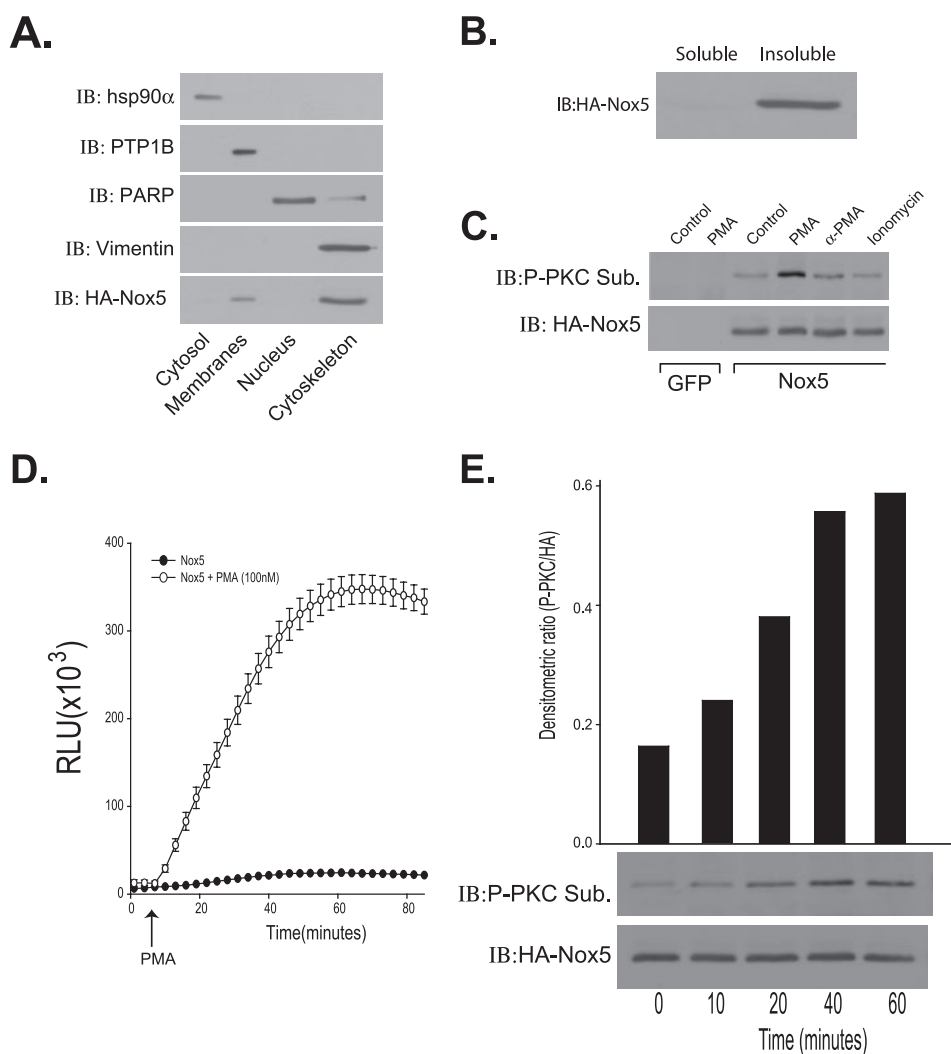 A.
IB: hsp90α
IB: PTP1B
IB: PARP
IB: Vimentin
IB: HA-Nox5
Cytosol
Membranes
Nucleus
Cytoskeleton
B.
Soluble Insoluble
IB:HA-Nox5
C.
Control
PMA
Control
PMA
α-PMA
Ionomycin
IB:P-PKC Sub.
IB: HA-Nox5
GFP Nox5
D.
400
300
200
100
0
RLU(x10³)
Nox5
Nox5 + PMA (100nM)
0 20 40 60 80
Time(minutes)
PMA
E.
0.6
0.4
0.2
0.0
Densitometric ratio (P-PKC/HA)
IB:P-PKC Sub.
IB:HA-Nox5
0 10 20 40 60
Time (minutes)